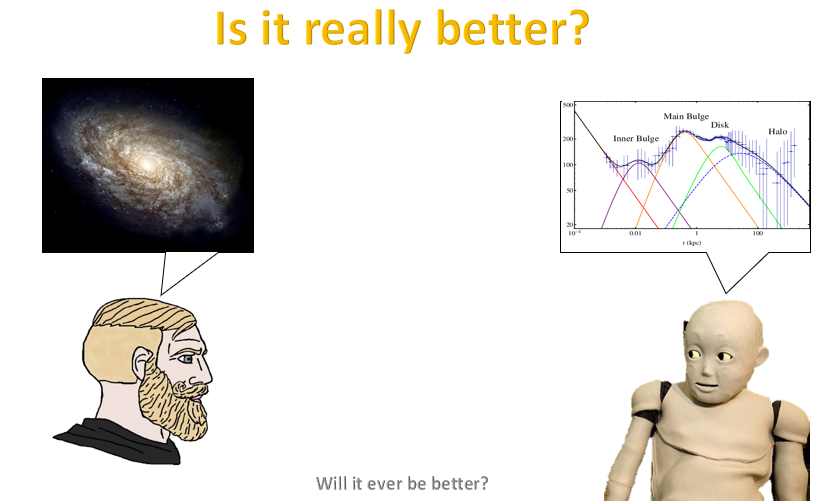 Is it really better?
Main Bulge
Disk
Inner Bulge
Halo
500
200
100
50
20
10⁻⁴
0.01
1
100
r (kpc)
Will it ever be better?